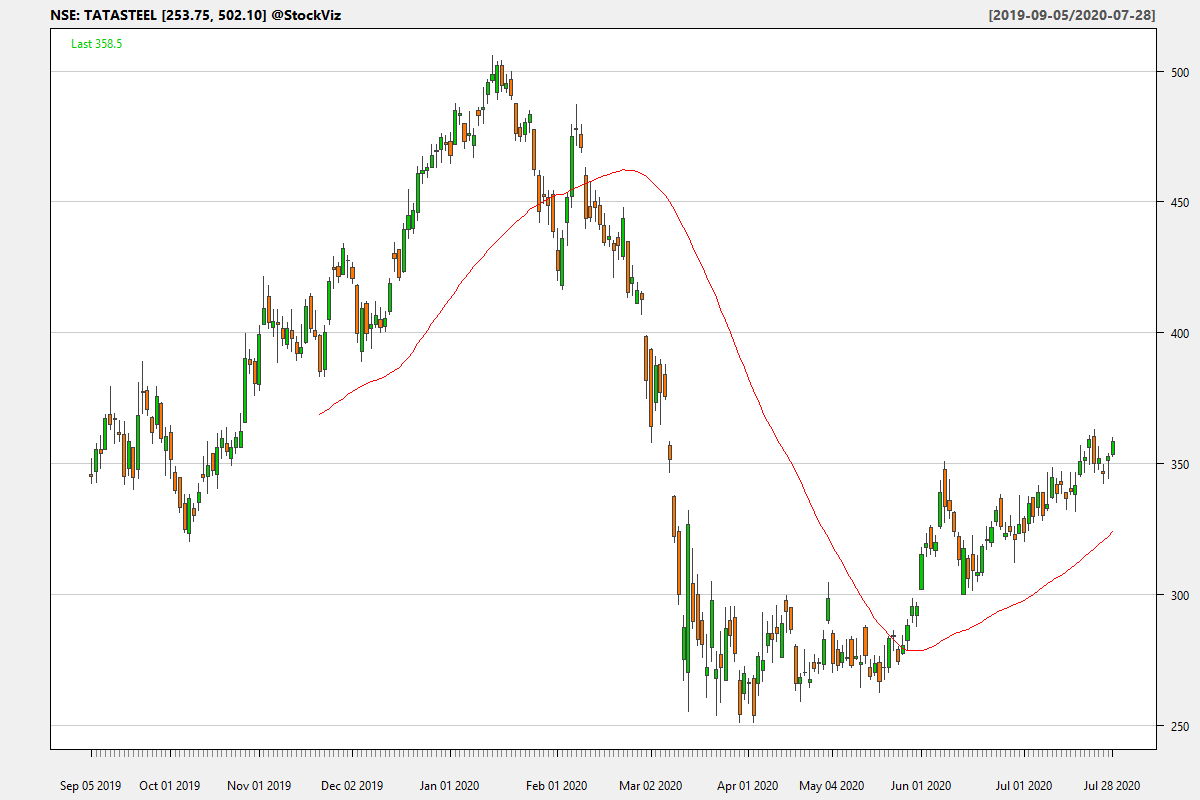 NSE: TATASTEEL [253.75, 502.10] @StockViz [2019-09-05/2020-07-28]
Last 358.5
500
450
400
350
300
250
Sep 05 2019 Oct 01 2019 Nov 01 2019 Dec 02 2019 Jan 01 2020 Feb 01 2020 Mar 02 2020 Apr 01 2020 May 04 2020 Jun 01 2020 Jul 01 2020 Jul 28 2020